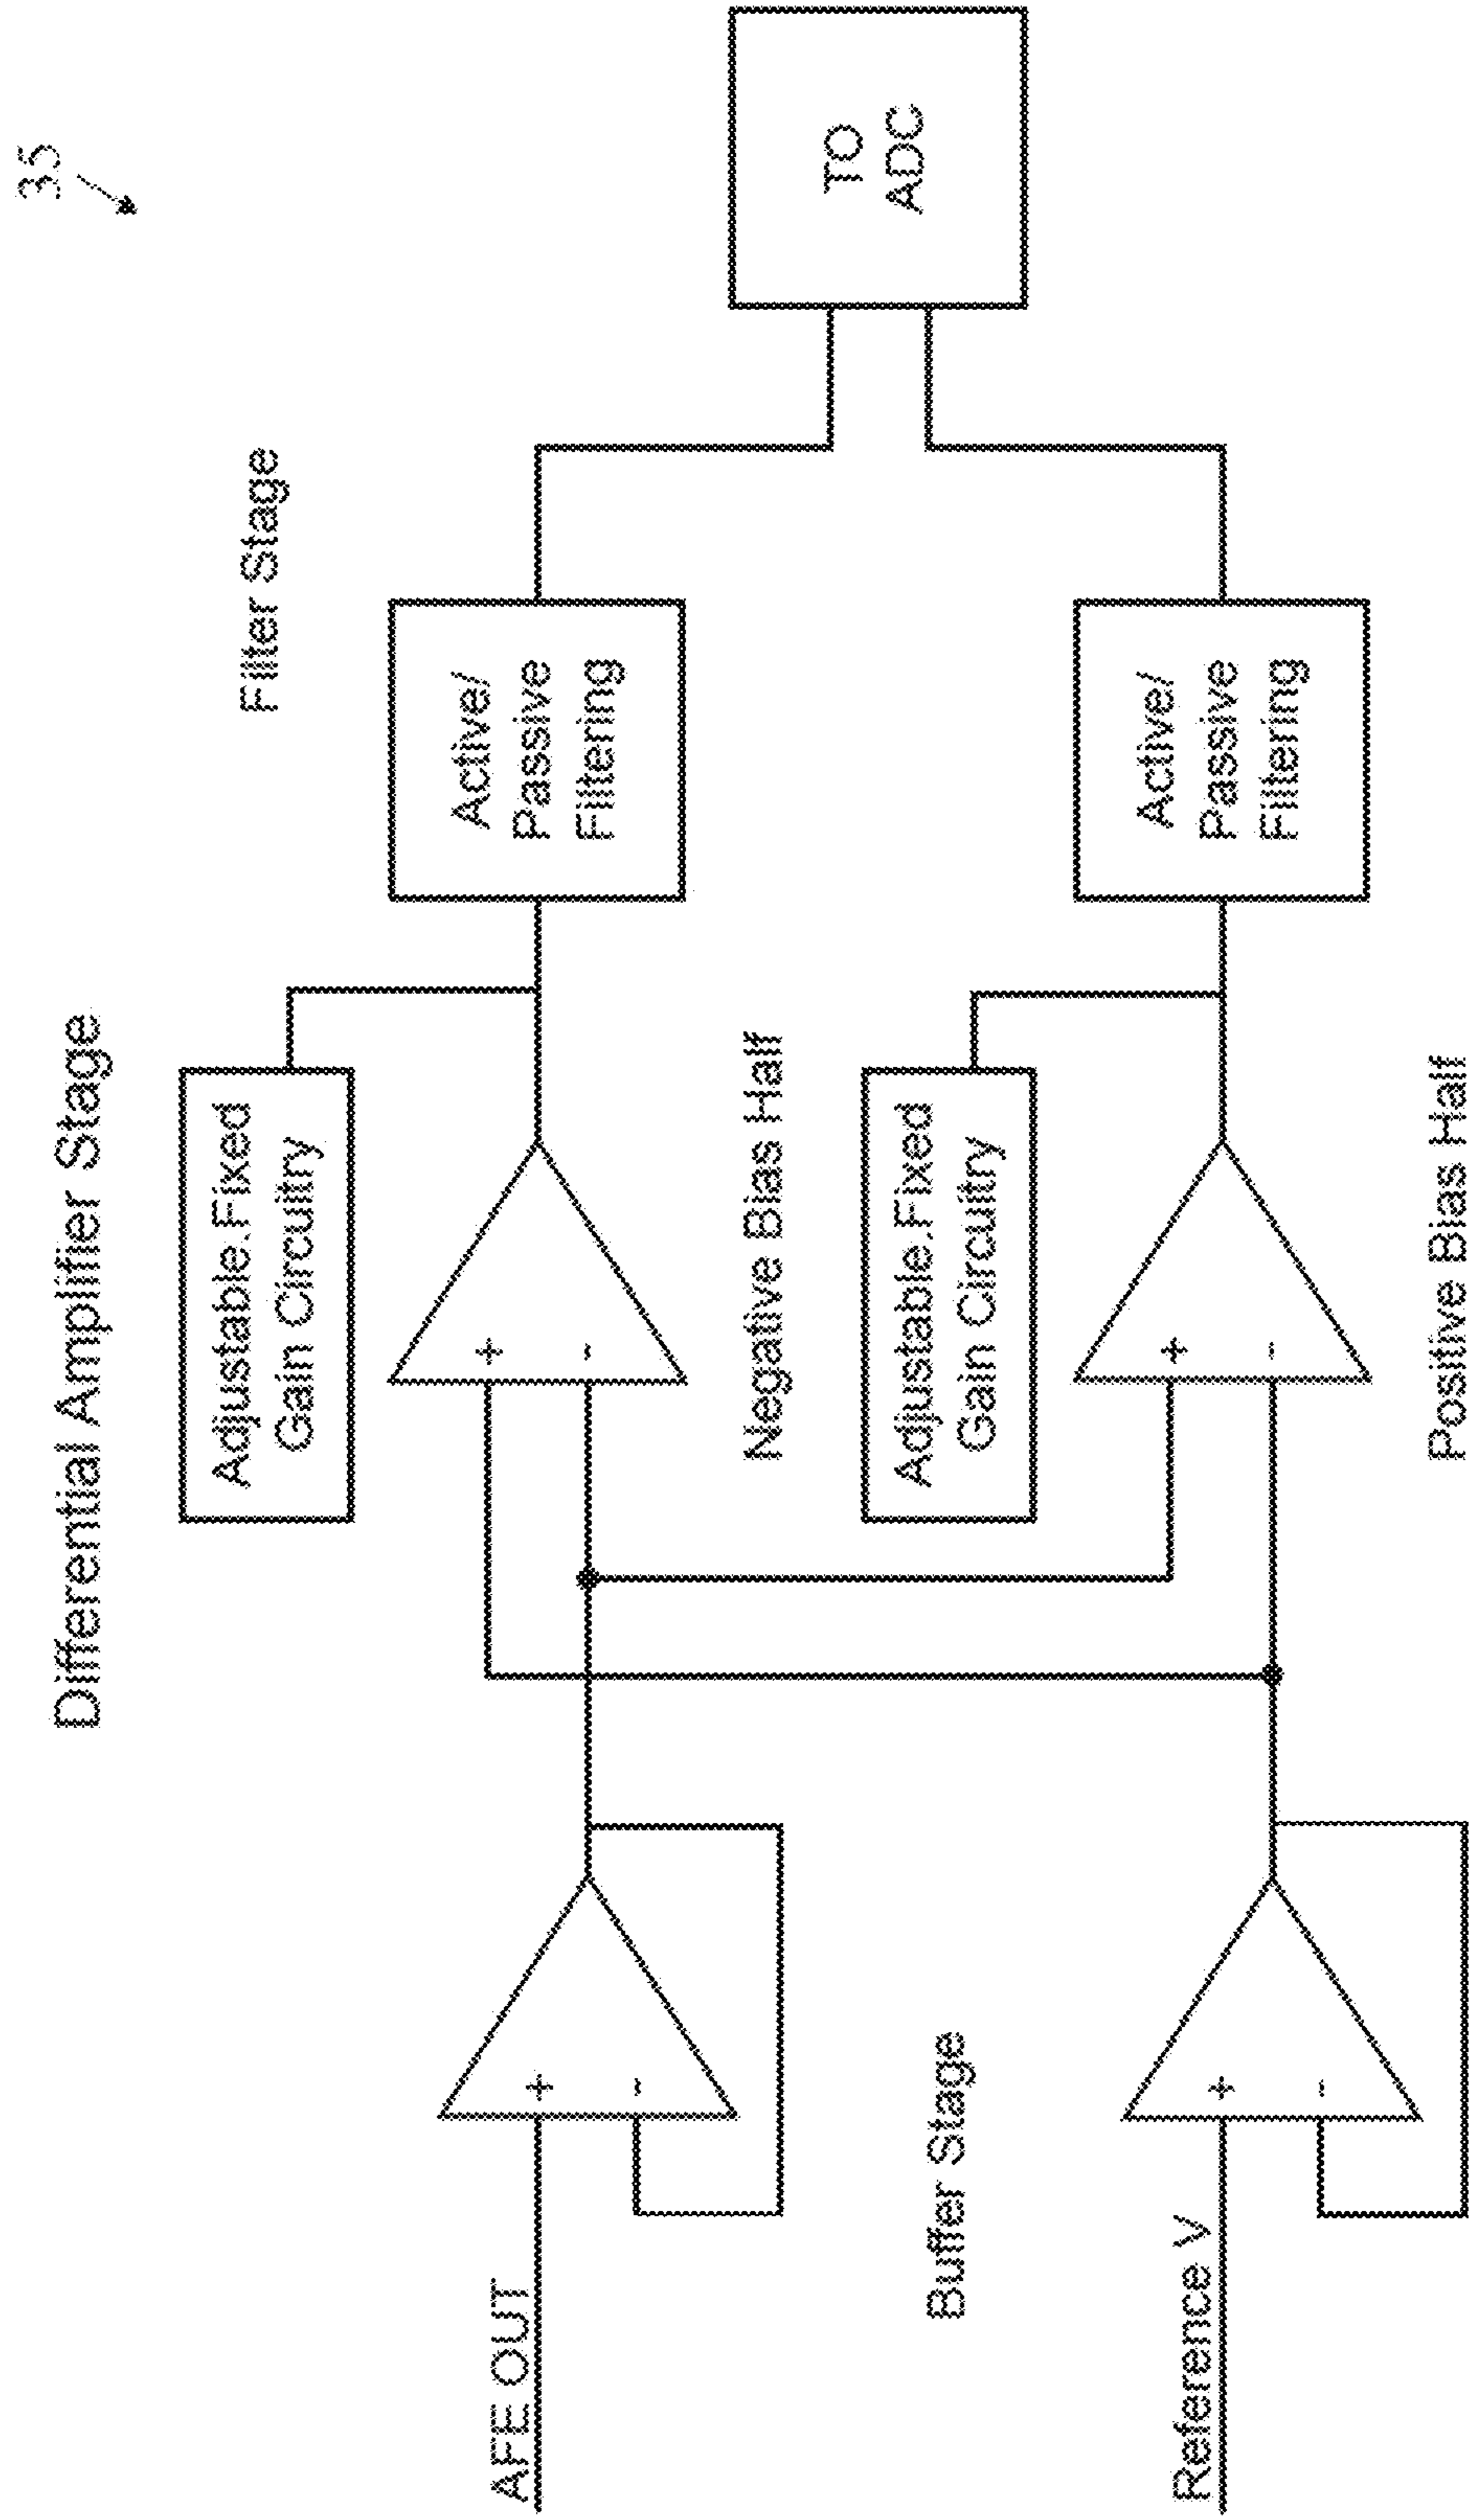 35
Differential Amplifier Stage
Filter Stage
Adjustable.Fixed
Gain Circuitry
+
-
Active/
Passive
Filtering
AFE OUT
+
-
Negative Bias Half
TO
ADC
Buffer Stage
Adjustable.Fixed
Gain Circuitry
+
-
Active/
Passive
Filtering
Reference V
+
-
Positive Bias Half